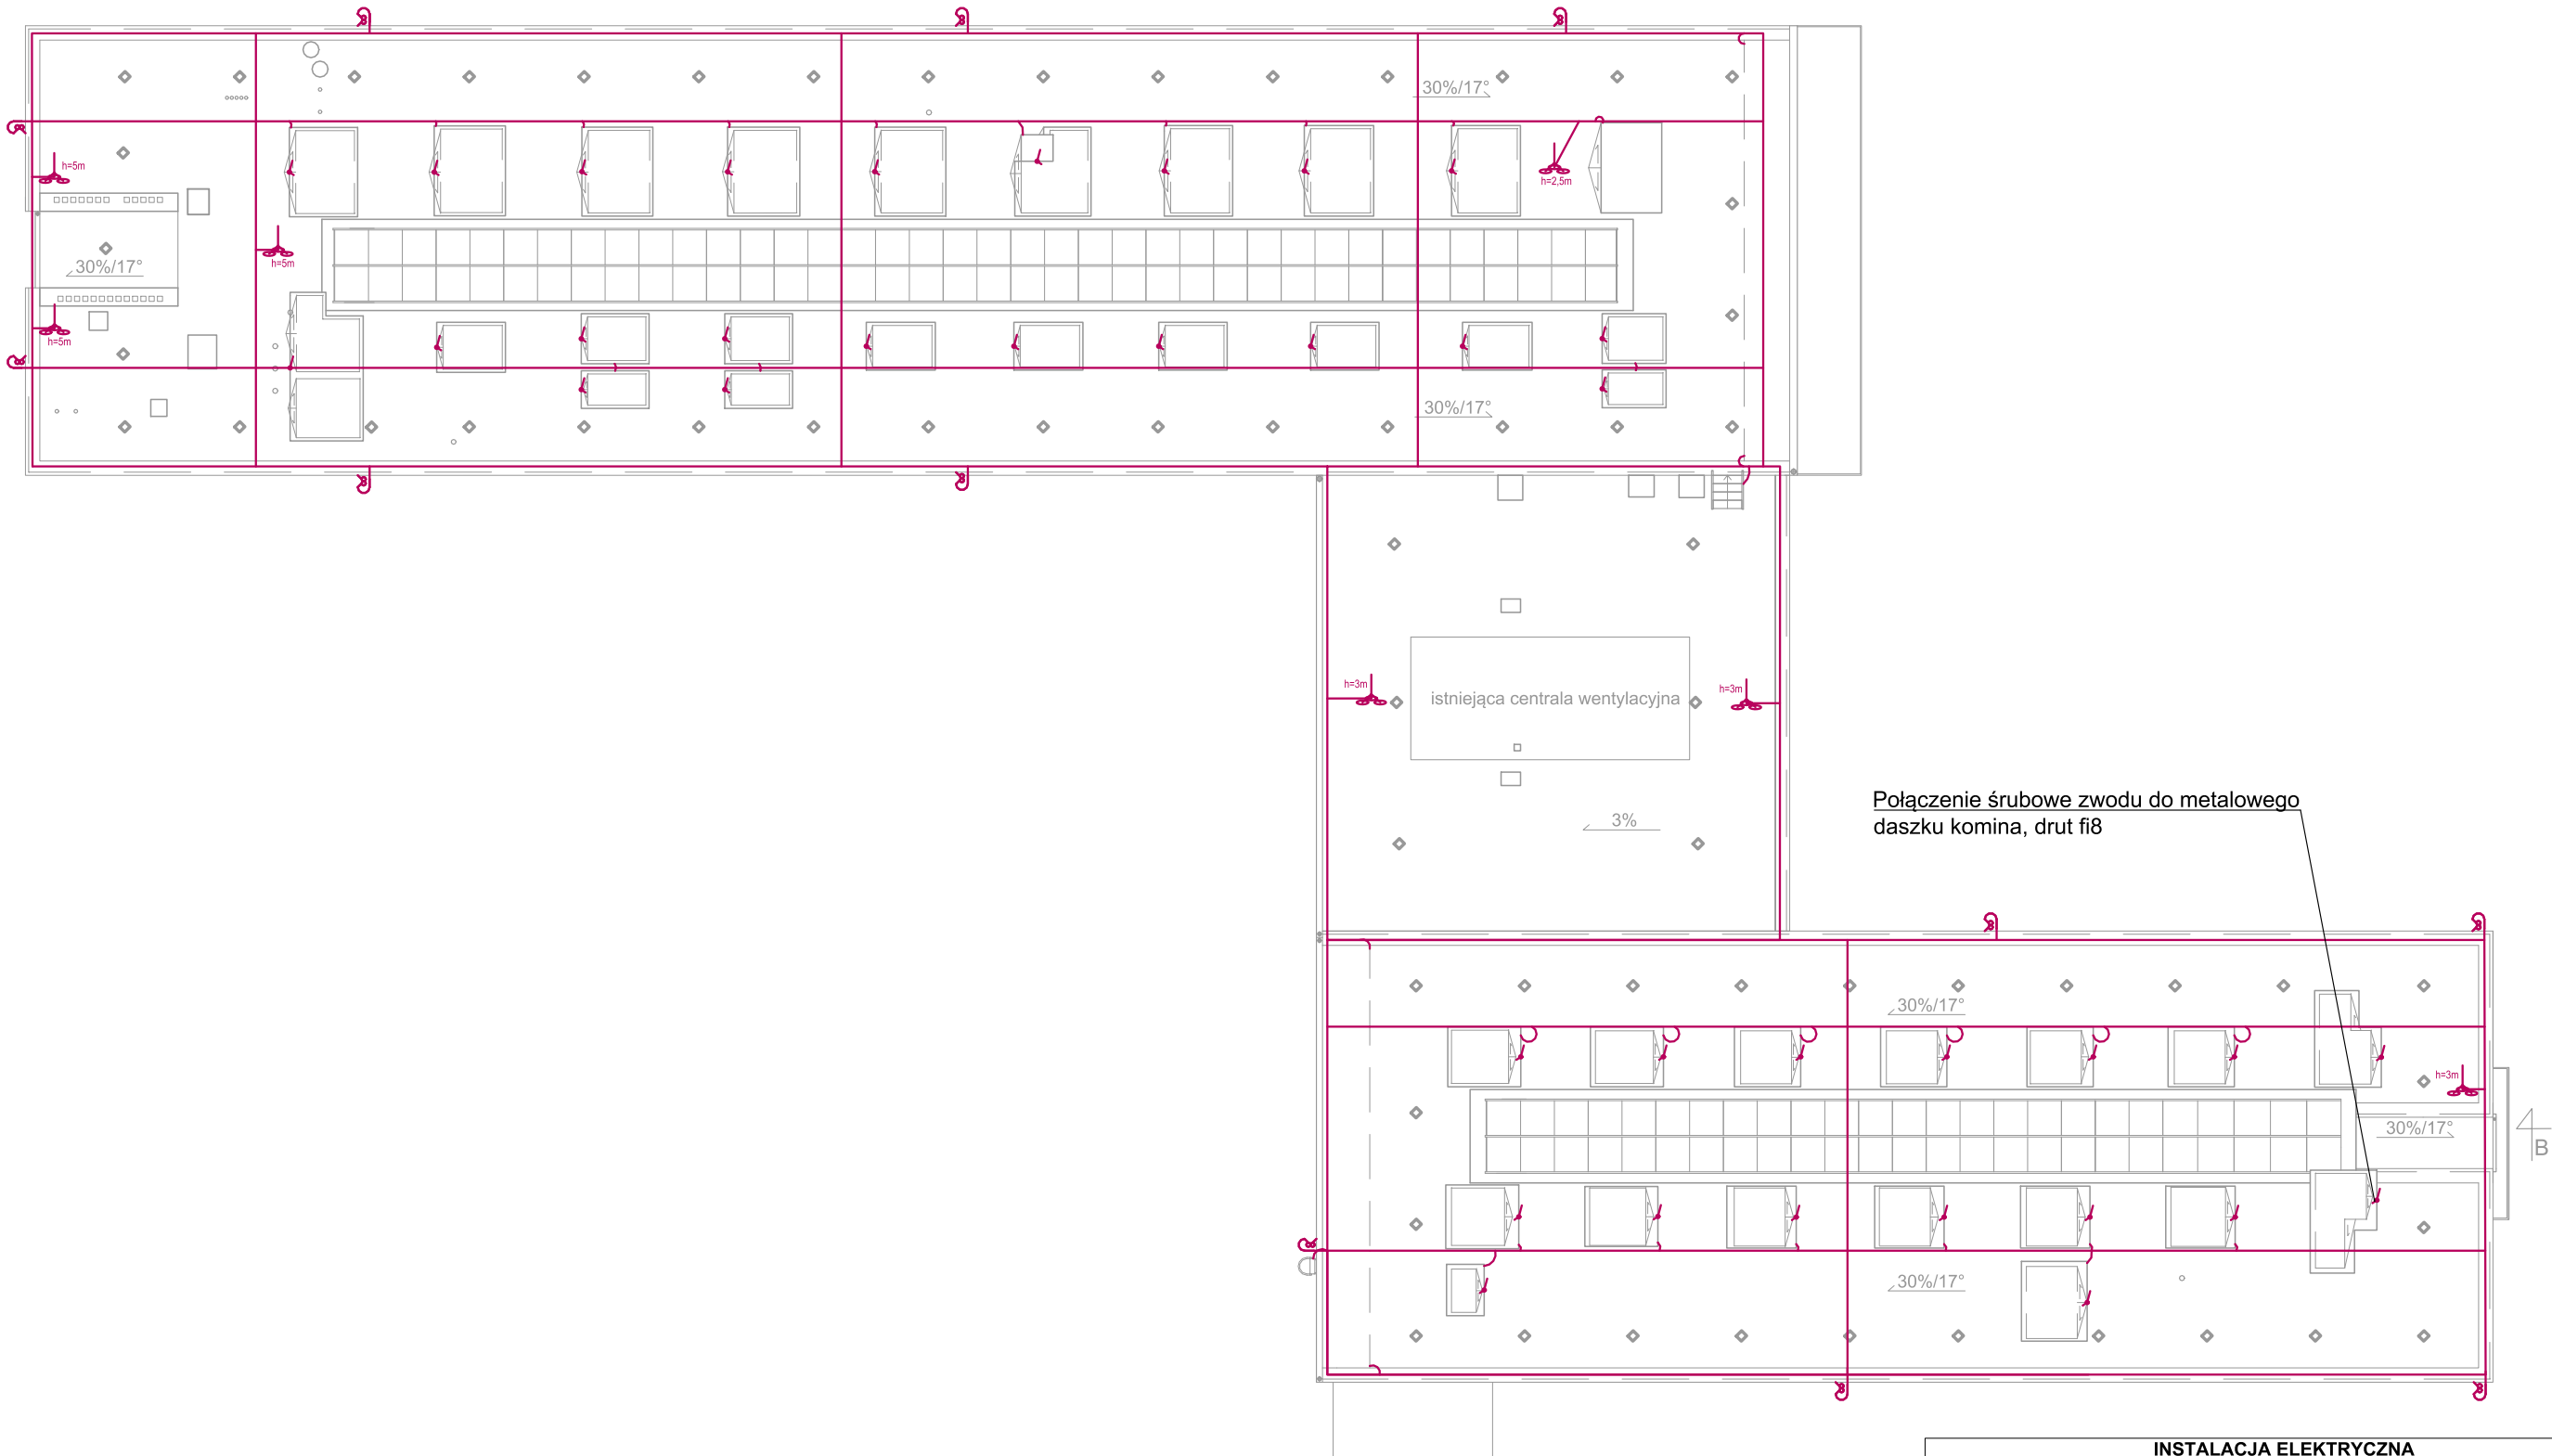 30%/17°
h=5m
h=2,5m
h=5m
30%/17°
h=5m
30%/17°
h=3m
h=3m
istniejąca centrala wentylacyjna
3%
Połączenie śrubowe zwodu do metalowego
daszku komina, drut fi8
30%/17°
h=3m
30%/17°
B
30%/17°
INSTALACJA ELEKTRYCZNA